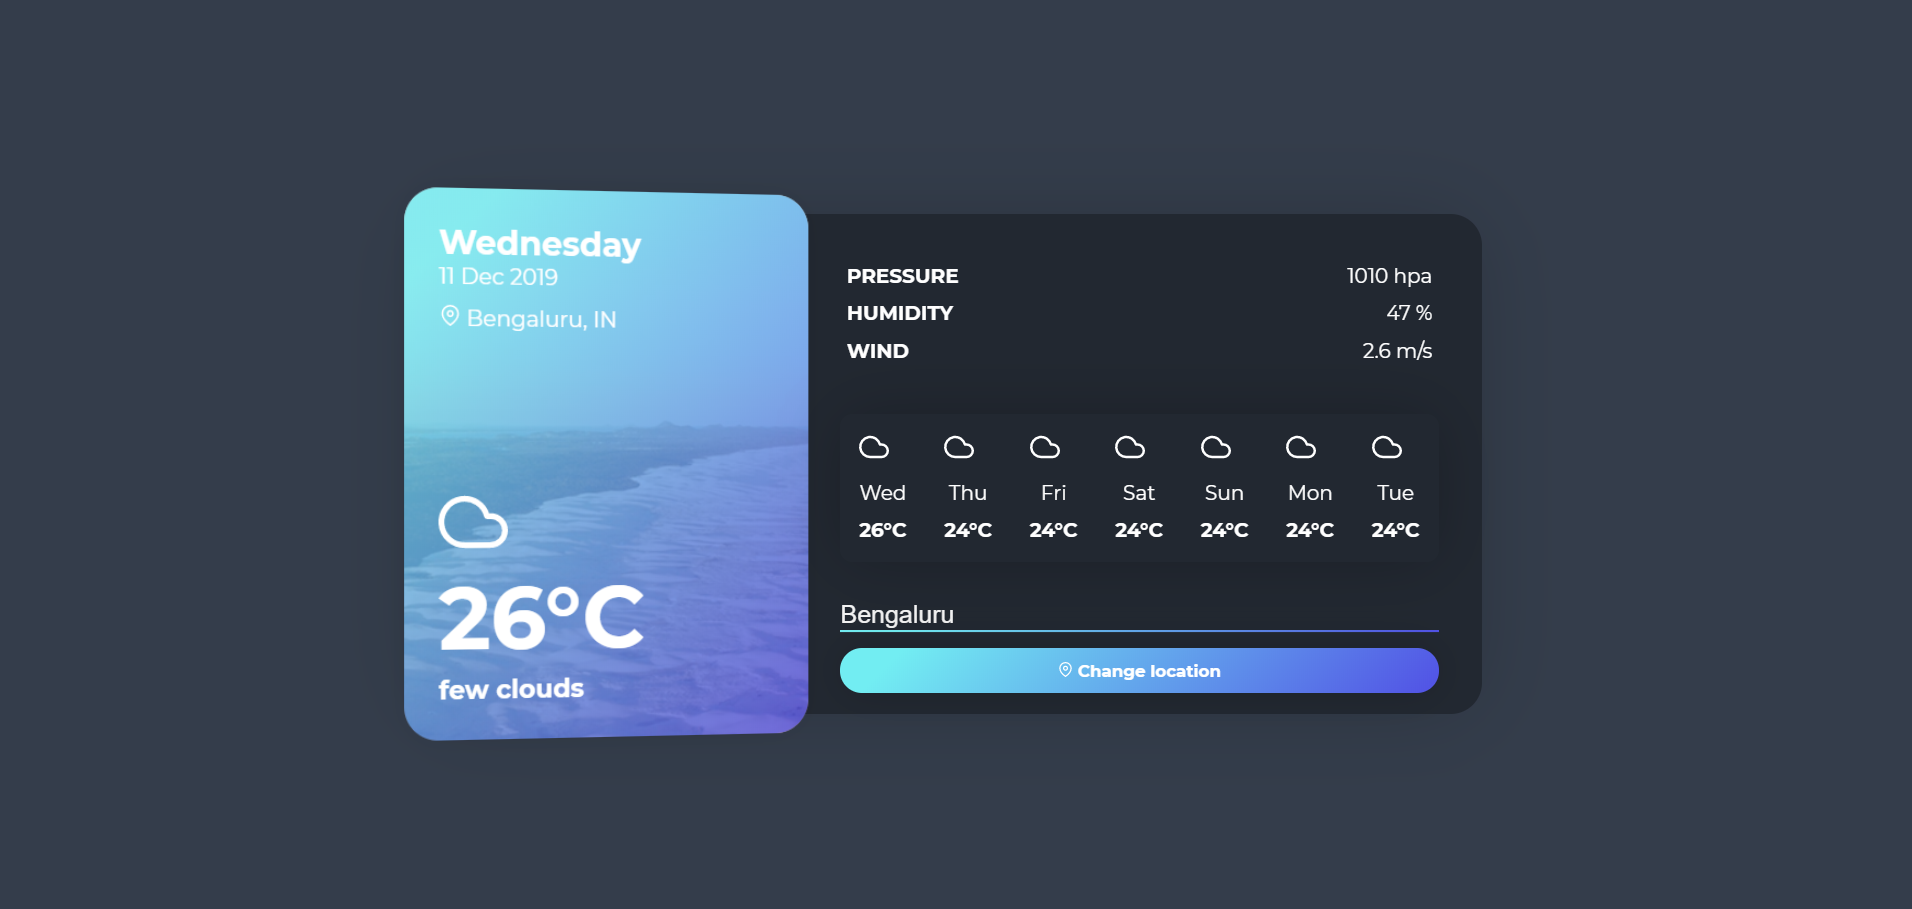 Wednesday
11 Dec 2019
Bengaluru, IN
26°C
few clouds
PRESSURE 1010 hpa
HUMIDITY 47 %
WIND 2.6 m/s
Wed Thu Fri Sat Sun Mon Tue
26°C 24°C 24°C 24°C 24°C 24°C 24°C
Bengaluru
Change location